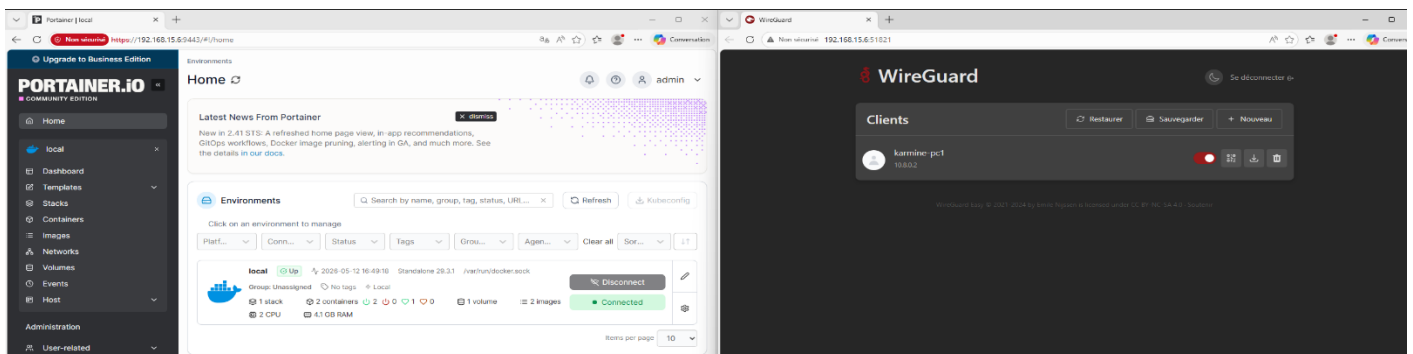 Portainer | local
Non sécurisé https://192.168.15.6:9443/#!/home
Conversation
Upgrade to Business Edition
PORTAINER.iO
COMMUNITY EDITION
Home
local
Dashboard
Templates
Stacks
Containers
Images
Networks
Volumes
Events
Host
Administration
User-related
Environments
Home
admin
Latest News From Portainer
dismiss
New in 2.41 STS: A refreshed home page view, in-app recommendations,
GitOps workflows, Docker image pruning, alerting in GA, and much more. See
the details in our docs.
Environments
Search by name, group, tag, status, URL...
Refresh
Kubeconfig
Click on an environment to manage
Platf... Conn... Status Tags Grou... Agen... Clear all Sor...
local Up 2026-05-12 16:49:16 Standalone 29.3.1 /var/run/docker.sock
Disconnect
Group: Unassigned No tags Local
1 stack 2 containers 2 0 1 0 1 volume 2 images
Connected
2 CPU 4.1 GB RAM
Items per page 10
WireGuard
Non sécurisé 192.168.15.6:51821
WireGuard
Se déconnecter
Clients
Restaurer
Sauvegarder
+ Nouveau
karmine-pc1
10.8.0.2